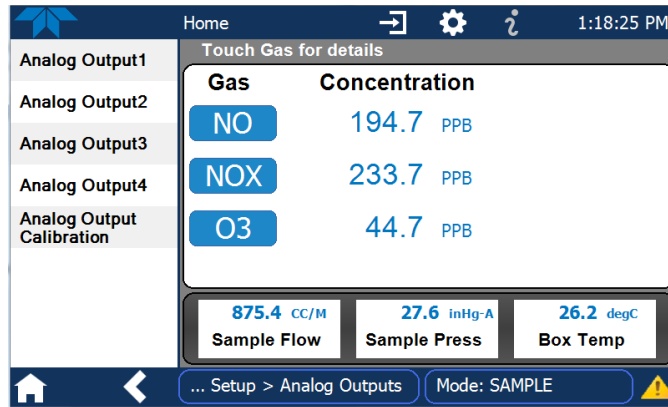 Home
1:18:25 PM
Analog Output1
Analog Output2
Analog Output3
Analog Output4
Analog Output
Calibration
Touch Gas for details
Gas Concentration
NO 194.7 PPB
NOX 233.7 PPB
O3 44.7 PPB
875.4 CC/M
Sample Flow
27.6 inHg-A
Sample Press
26.2 degC
Box Temp
... Setup > Analog Outputs
Mode: SAMPLE